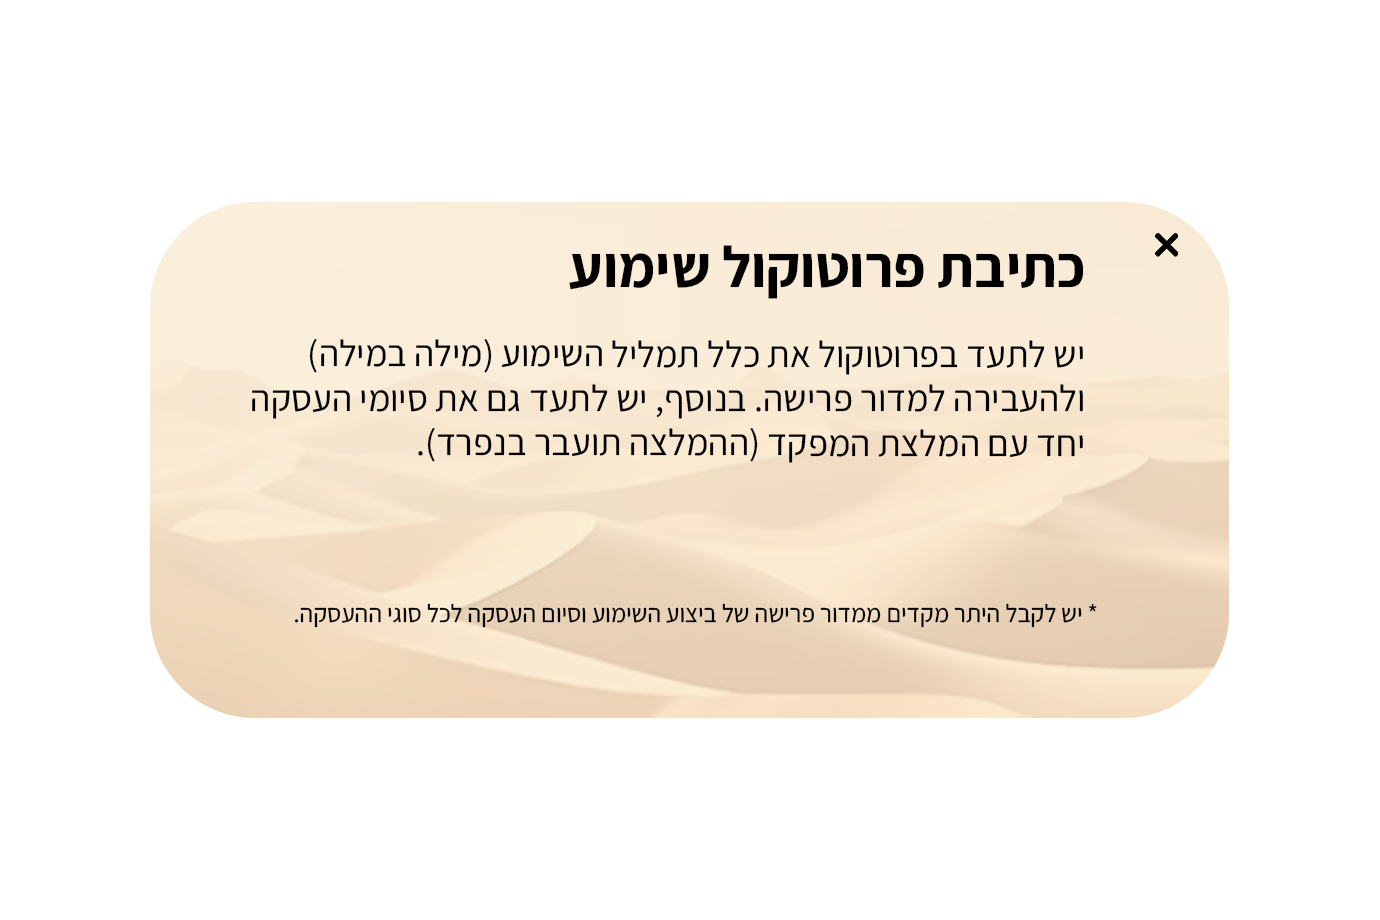 כתיבת פרוטוקול שימוע
יש לתעד בפרוטוקול את כלל תמליל השימוע (מילה במילה)
ולהעבירה למדור פרישה. בנוסף, יש לתעד גם את סיומי העסקה
יחד עם המלצת המפקד (ההמלצה תועבר בנפרד).
* יש לקבל היתר מקדים ממדור פרישה של ביצוע השימוע וסיום העסקה לכל סוגי ההעסקה.